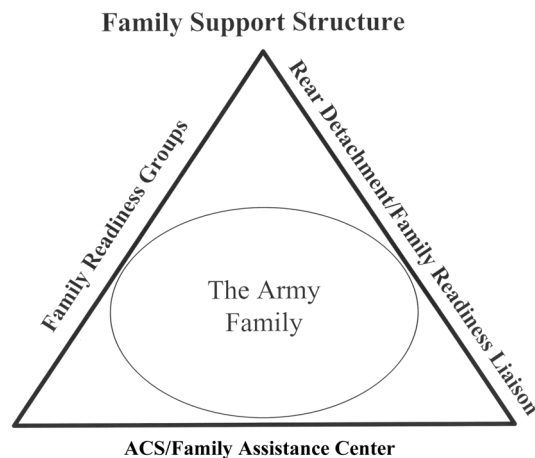 Family Support Structure
Family Readiness Groups
Rear Detachment/Family Readiness Liaison
The Army
Family
ACS/Family Assistance Center